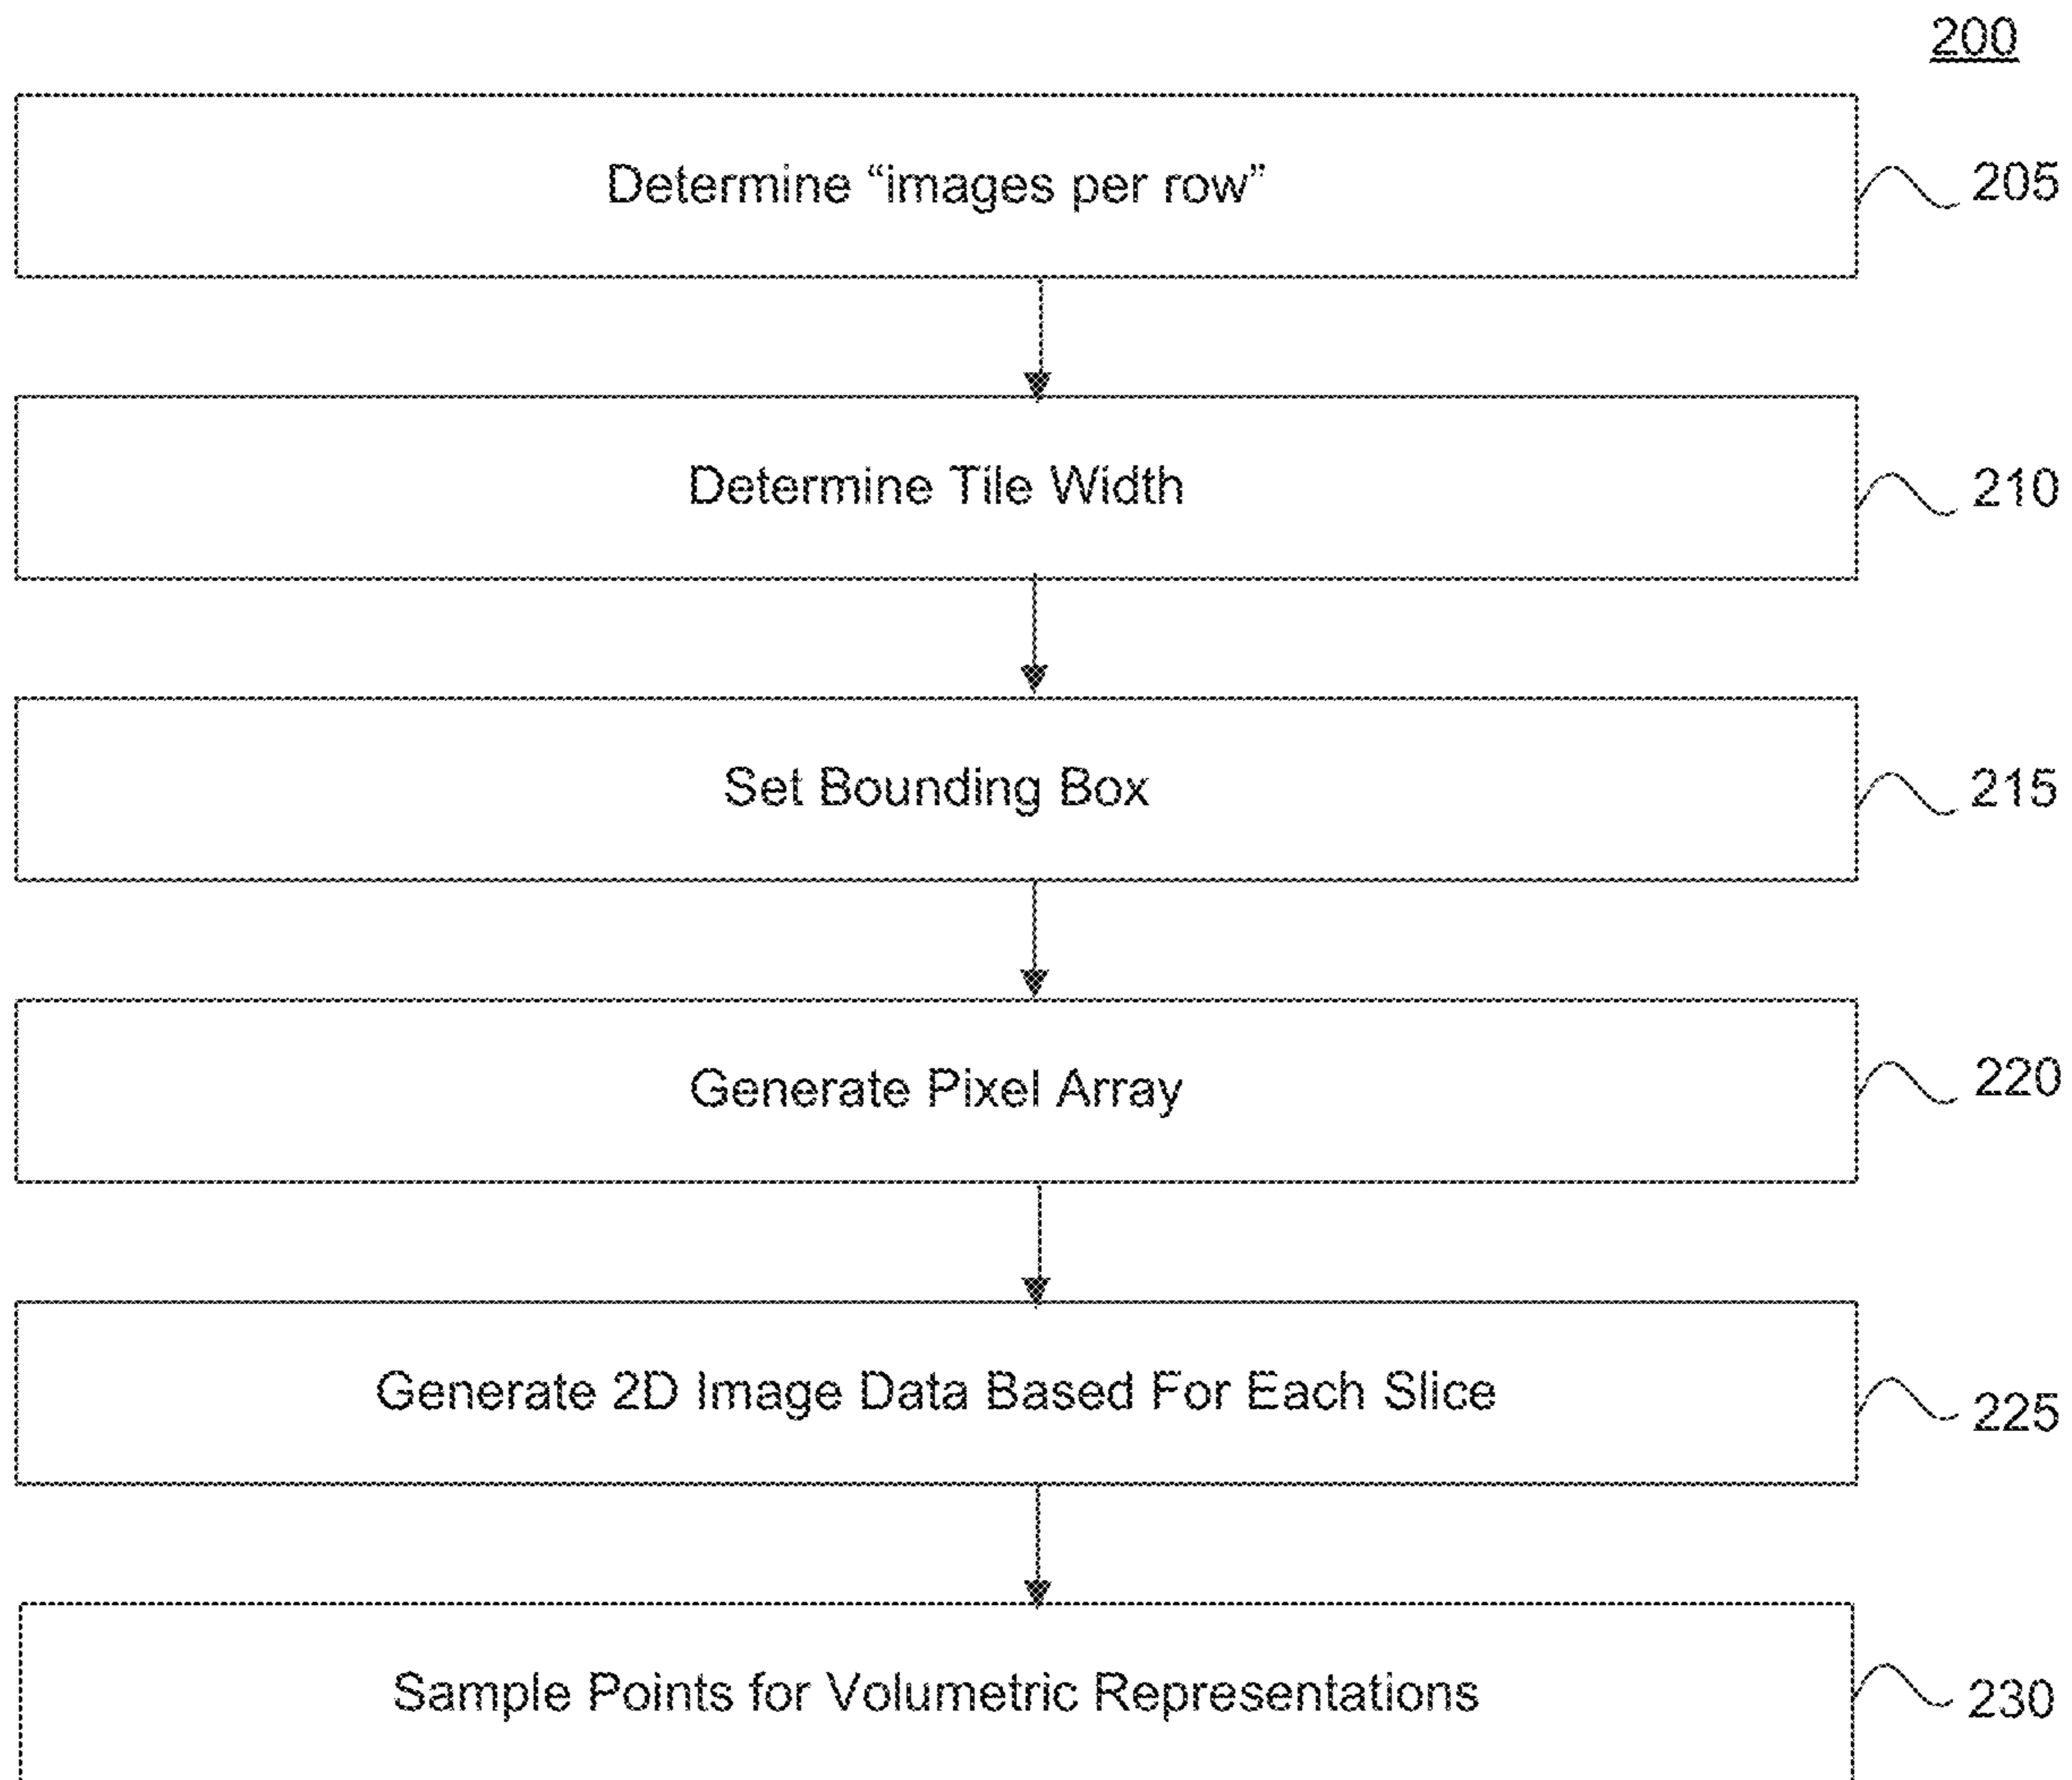 200
Determine “images per row”
205
Determine Tile Width
210
Set Bounding Box
215
Generate Pixel Array
220
Generate 2D Image Data Based For Each Slice
225
Sample Points for Volumetric Representations
230